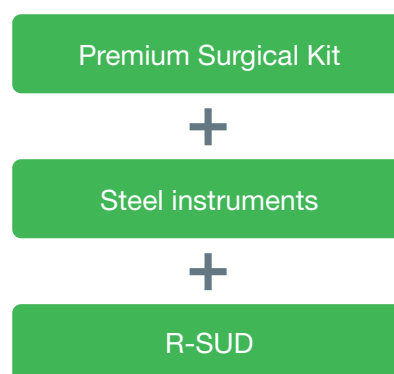 Premium Surgical Kit
+
Steel instruments
+
R-SUD